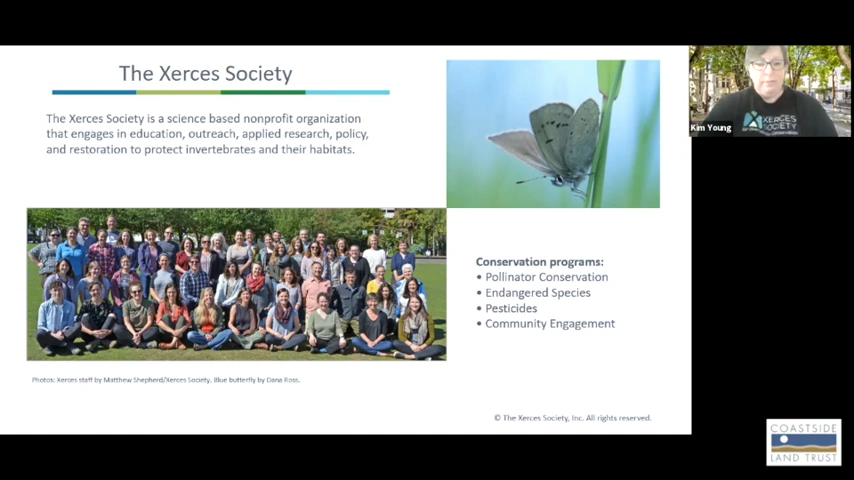 The Xerces Society
The Xerces Society is a science based nonprofit organization
that engages in education, outreach, applied research, policy,
and restoration to protect invertebrates and their habitats.
Kim Young
XERCES
SOCIETY
Conservation programs:
• Pollinator Conservation
• Endangered Species
• Pesticides
• Community Engagement
Photos: Xerces staff by Matthew Shepherd/Xerces Society. Blue butterfly by Dana Ross.
© The Xerces Society, Inc. All rights reserved.
COASTSIDE
LAND TRUST